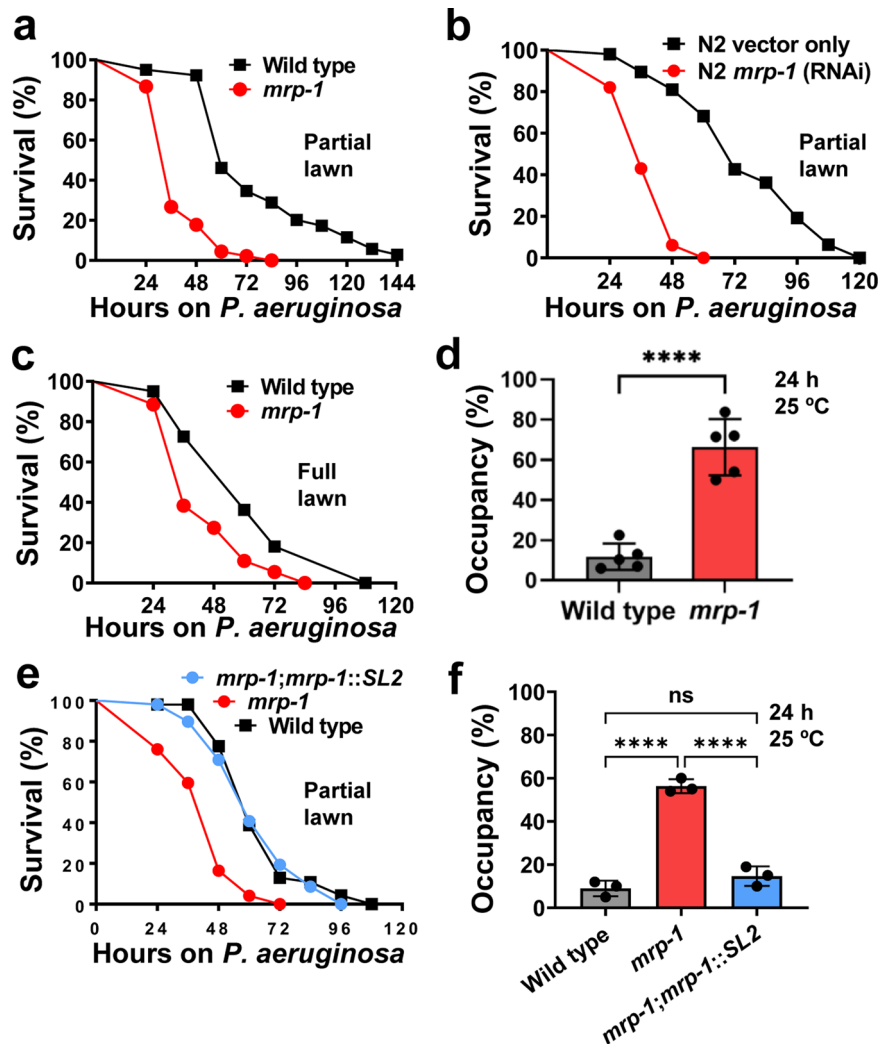 a
Survival (%)
100
80
60
40
20
0
Wild type
mrp-1
Partial
lawn
24 48 72 96 120 144
Hours on P. aeruginosa
b
Survival (%)
100
80
60
40
20
0
N2 vector only
N2 mrp-1 (RNAi)
Partial
lawn
24 48 72 96 120
Hours on P. aeruginosa
c
Survival (%)
100
80
60
40
20
0
Wild type
mrp-1
Full
lawn
24 48 72 96 120
Hours on P. aeruginosa
d
Occupancy (%)
100
80
60
40
20
0
****
24 h
25 ºC
Wild type mrp-1
e
Survival (%)
100
80
60
40
20
0
mrp-1;mrp-1::SL2
mrp-1
Wild type
Partial
lawn
0 24 48 72 96 120
Hours on P. aeruginosa
f
Occupancy (%)
100
80
60
40
20
0
ns
**** ****
24 h
25 ºC
Wild type
mrp-1
mrp-1;mrp-1::SL2